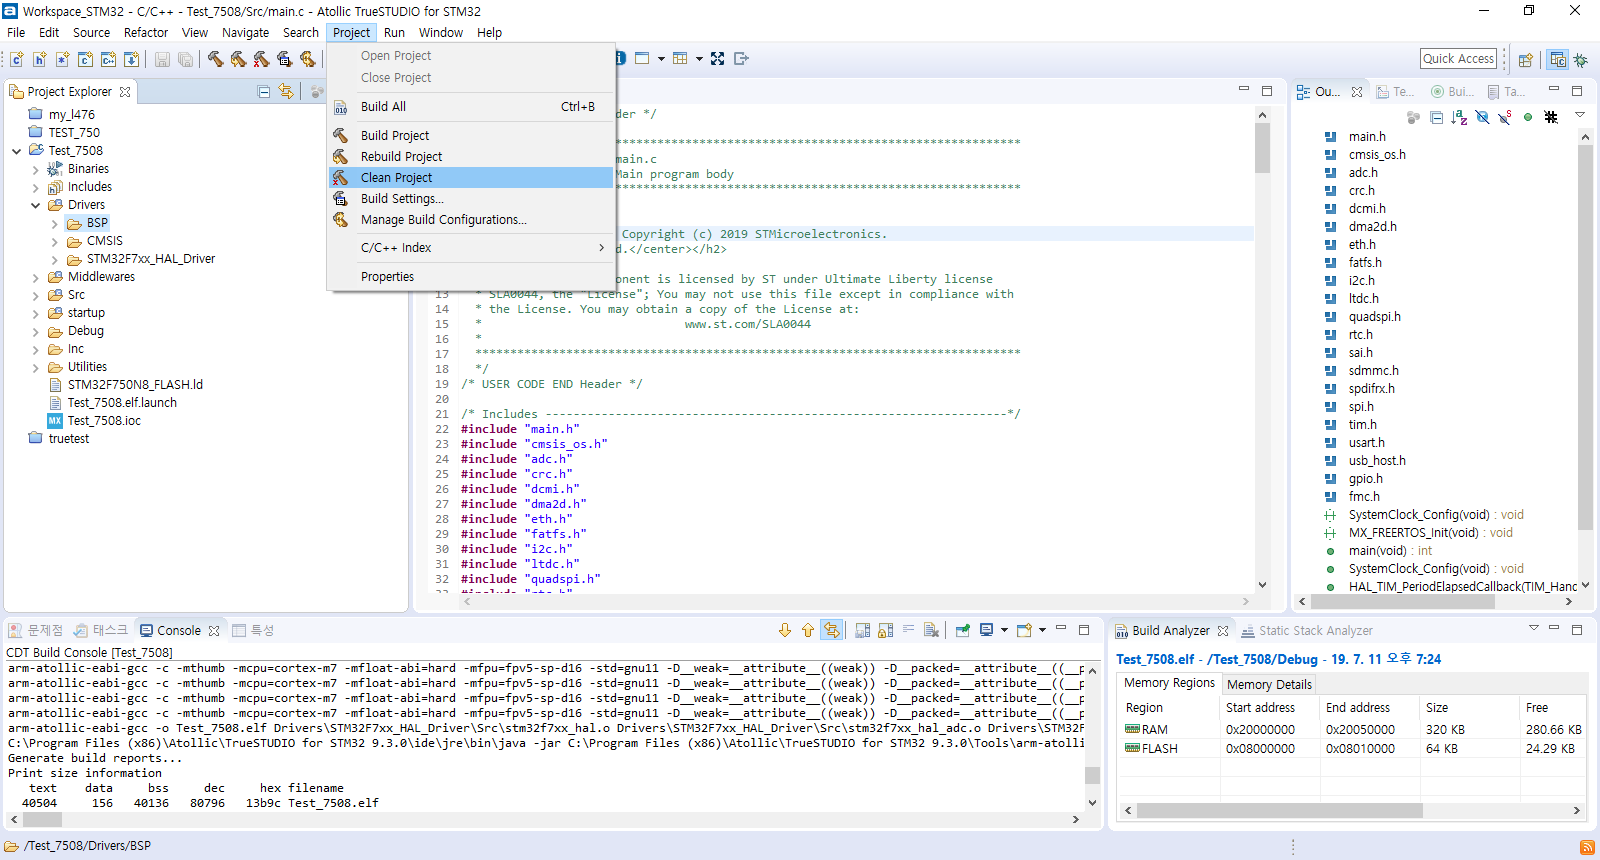 Workspace_STM32 - C/C++ - Test_7508/Src/main.c - Atollic TrueSTUDIO for STM32
File Edit Source Refactor View Navigate Search Project Run Window Help
Quick Access
Project Explorer
my_l476
TEST_750
Test_7508
Binaries
Includes
Drivers
BSP
CMSIS
STM32F7xx_HAL_Driver
Middlewares
Src
startup
Debug
Inc
Utilities
STM32F750N8_FLASH.ld
Test_7508.elf.launch
Test_7508.ioc
truetest
Open Project
Close Project
Build All Ctrl+B
Build Project
Rebuild Project
Clean Project
Build Settings...
Manage Build Configurations...
C/C++ Index
Properties
der */
******************************************************************************
main.c
Main program body
******************************************************************************
Copyright (c) 2019 STMicroelectronics.
d.</center></h2>
onent is licensed by ST under Ultimate Liberty license
13 * SLA0044, the "License"; You may not use this file except in compliance with
14 * the License. You may obtain a copy of the License at:
15 * www.st.com/SLA0044
16 *
17 ******************************************************************************
18 */
19 /* USER CODE END Header */
20
21 /* Includes ------------------------------------------------------------------*/
22 #include "main.h"
23 #include "cmsis_os.h"
24 #include "adc.h"
25 #include "crc.h"
26 #include "dcmi.h"
27 #include "dma2d.h"
28 #include "eth.h"
29 #include "fatfs.h"
30 #include "i2c.h"
31 #include "ltdc.h"
32 #include "quadspi.h"
Ou... Te... Bui... Ta...
main.h
cmsis_os.h
adc.h
crc.h
dcmi.h
dma2d.h
eth.h
fatfs.h
i2c.h
ltdc.h
quadspi.h
rtc.h
sai.h
sdmmc.h
spdifrx.h
spi.h
tim.h
usart.h
usb_host.h
gpio.h
fmc.h
SystemClock_Config(void) : void
MX_FREERTOS_Init(void) : void
main(void) : int
SystemClock_Config(void) : void
HAL_TIM_PeriodElapsedCallback(TIM_Hanc
문제점 태스크 Console 특성
CDT Build Console [Test_7508]
arm-atollic-eabi-gcc -c -mthumb -mcpu=cortex-m7 -mfloat-abi=hard -mfpu=fpv5-sp-d16 -std=gnu11 -D__weak=__attribute__((weak)) -D__packed=__attribute__((__p
arm-atollic-eabi-gcc -c -mthumb -mcpu=cortex-m7 -mfloat-abi=hard -mfpu=fpv5-sp-d16 -std=gnu11 -D__weak=__attribute__((weak)) -D__packed=__attribute__((__p
arm-atollic-eabi-gcc -c -mthumb -mcpu=cortex-m7 -mfloat-abi=hard -mfpu=fpv5-sp-d16 -std=gnu11 -D__weak=__attribute__((weak)) -D__packed=__attribute__((__p
arm-atollic-eabi-gcc -c -mthumb -mcpu=cortex-m7 -mfloat-abi=hard -mfpu=fpv5-sp-d16 -std=gnu11 -D__weak=__attribute__((weak)) -D__packed=__attribute__((__p
arm-atollic-eabi-gcc -o Test_7508.elf Drivers\STM32F7xx_HAL_Driver\Src\stm32f7xx_hal.o Drivers\STM32F7xx_HAL_Driver\Src\stm32f7xx_hal_adc.o Drivers\STM32F
C:\Program Files (x86)\Atollic\TrueSTUDIO for STM32 9.3.0\ide\jre\bin\java -jar C:\Program Files (x86)\Atollic\TrueSTUDIO for STM32 9.3.0\Tools\arm-atolli
Generate build reports...
Print size information
text data bss dec hex filename
40504 156 40136 80796 13b9c Test_7508.elf
Build Analyzer Static Stack Analyzer
Test_7508.elf - /Test_7508/Debug - 19. 7. 11 오후 7:24
Memory Regions Memory Details
Region Start address End address Size Free
RAM 0x20000000 0x20050000 320 KB 280.66 KB
FLASH 0x08000000 0x08010000 64 KB 24.29 KB
/Test_7508/Drivers/BSP